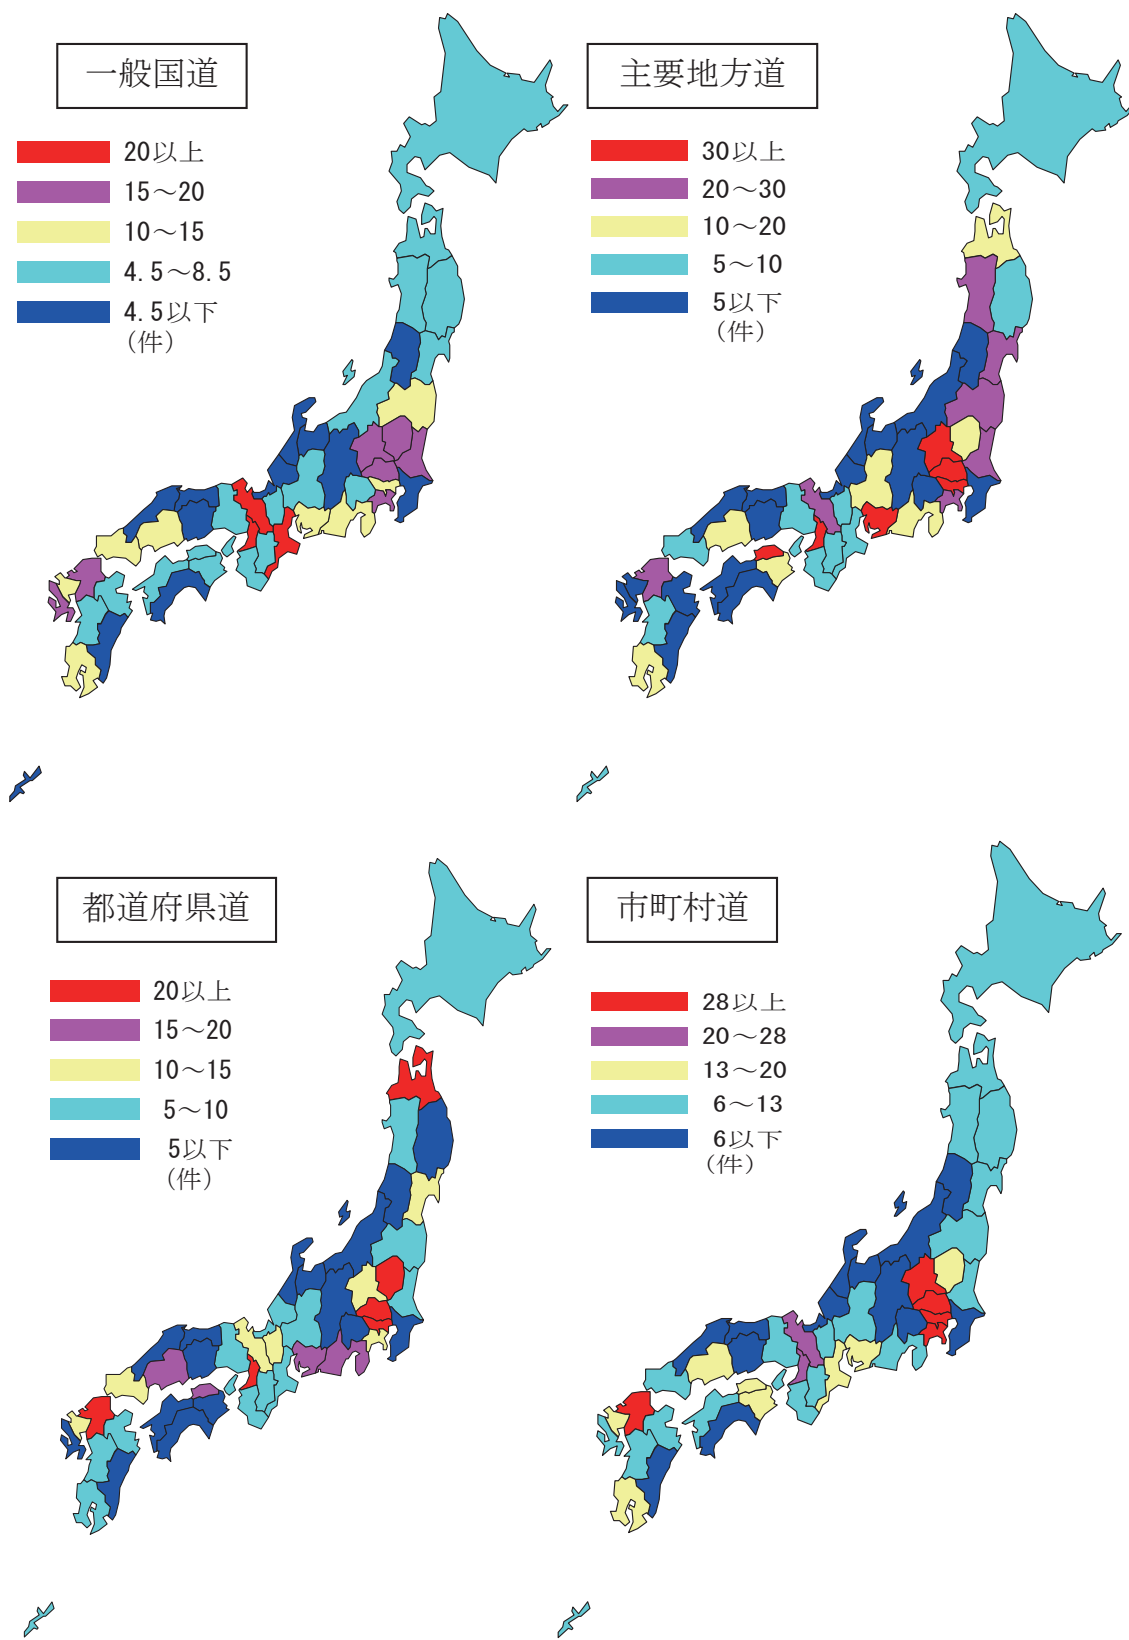 一般国道
20以上
15～20
10～15
4.5～8.5
4.5以下
(件)
主要地方道
30以上
20～30
10～20
5～10
5以下
(件)
都道府県道
20以上
15～20
10～15
5～10
5以下
(件)
市町村道
28以上
20～28
13～20
6～13
6以下
(件)